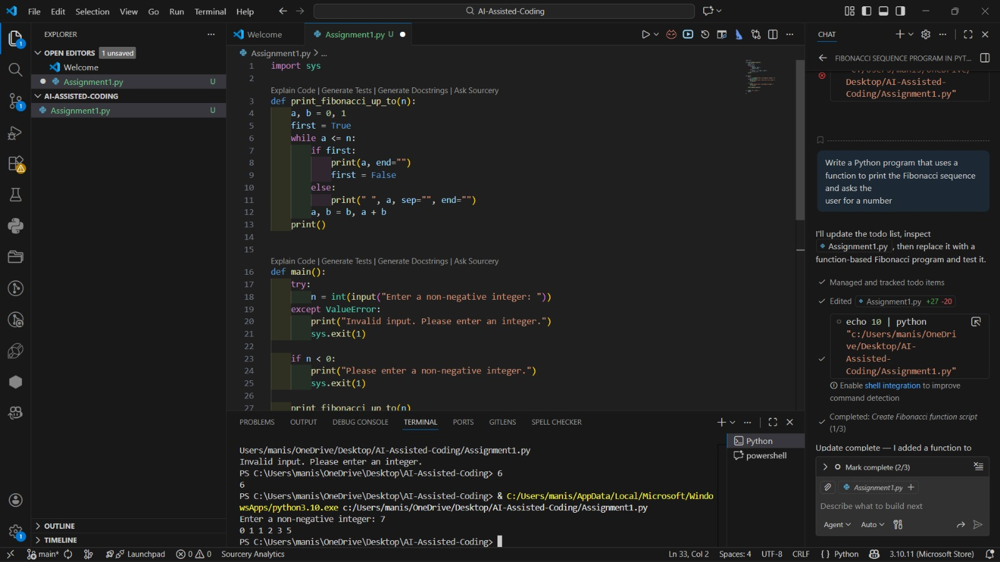 File Edit Selection View Go Run Terminal Help
AI-Assisted-Coding
EXPLORER
OPEN EDITORS 1 unsaved
Welcome
Assignment1.py U
AI-ASSISTED-CODING
Assignment1.py U
OUTLINE
TIMELINE
Welcome
Assignment1.py U
Assignment1.py > ...
1 import sys
2
Explain Code | Generate Tests | Generate Docstrings | Ask Sourcery
3 def print_fibonacci_up_to(n):
4 a, b = 0, 1
5 first = True
6 while a <= n:
7 if first:
8 print(a, end="")
9 first = False
10 else:
11 print(" ", a, sep="", end="")
12 a, b = b, a + b
13 print()
14
15
Explain Code | Generate Tests | Generate Docstrings | Ask Sourcery
16 def main():
17 try:
18 n = int(input("Enter a non-negative integer: "))
19 except ValueError:
20 print("Invalid input. Please enter an integer.")
21 sys.exit(1)
22
23 if n < 0:
24 print("Please enter a non-negative integer.")
25 sys.exit(1)
26
27 print_fibonacci_up_to(n)
PROBLEMS OUTPUT DEBUG CONSOLE TERMINAL PORTS GITLENS SPELL CHECKER
Users/manis/OneDrive/Desktop/AI-Assisted-Coding/Assignment1.py
Invalid input. Please enter an integer.
PS C:\Users\manis\OneDrive\Desktop\AI-Assisted-Coding> 6
6
PS C:\Users\manis\OneDrive\Desktop\AI-Assisted-Coding> & C:/Users/manis/AppData/Local/Microsoft/Windo
wsApps/python3.10.exe c:/Users/manis/OneDrive/Desktop/AI-Assisted-Coding/Assignment1.py
Enter a non-negative integer: 7
0 1 1 2 3 5
PS C:\Users\manis\OneDrive\Desktop\AI-Assisted-Coding>
Python
powershell
CHAT
FIBONACCI SEQUENCE PROGRAM IN PYT...
"c:/Users/manis/OneDrive/
Desktop/AI-Assisted-
Coding/Assignment1.py"
Write a Python program that uses a
function to print the Fibonacci sequence
and asks the
user for a number
I'll update the todo list, inspect
Assignment1.py , then replace it with a
function-based Fibonacci program and test it.
Managed and tracked todo items
Edited Assignment1.py +27 -20
echo 10 | python
"c:/Users/manis/OneDri
ve/Desktop/AI-
Assisted-
Coding/Assignment1.py"
Enable shell integration to improve
command detection
Completed: Create Fibonacci function script
(1/3)
Update complete — I added a function to
Mark complete (2/3)
Assignment1.py
Describe what to build next
Agent Auto
main* Launchpad 0 0 Sourcery Analytics
Ln 33, Col 2 Spaces: 4 UTF-8 CRLF { } Python 3.10.11 (Microsoft Store)